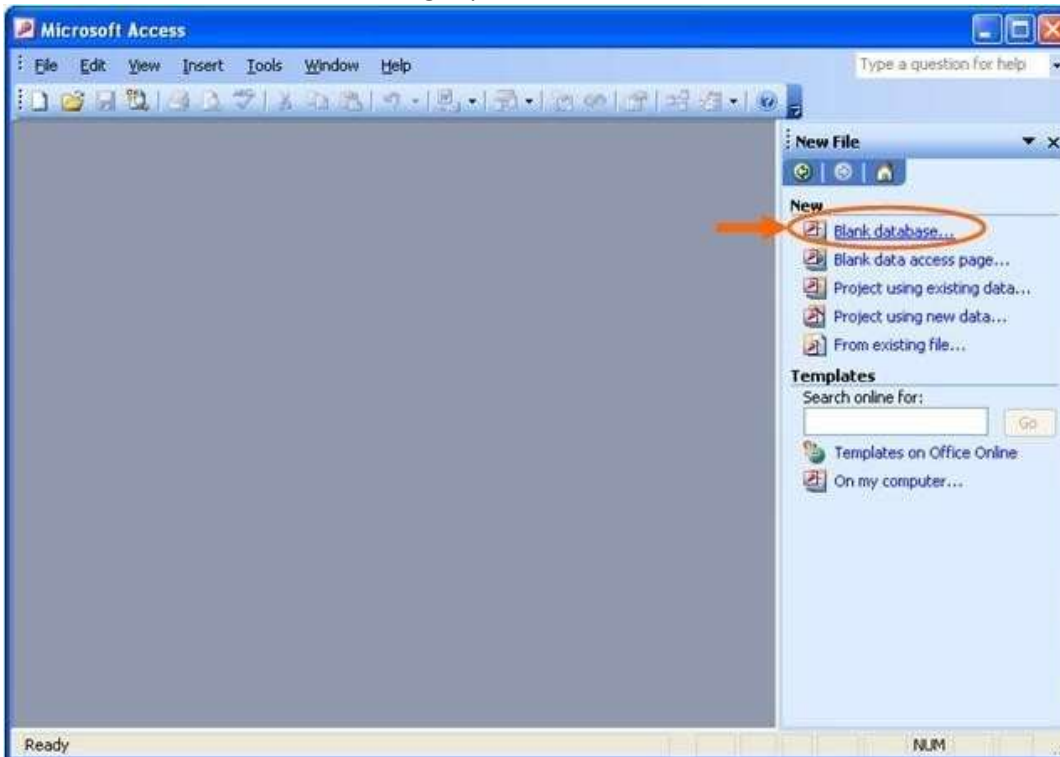 Microsoft Access
File Edit View Insert Tools Window Help
Type a question for help
New File
New
Blank database...
Blank data access page...
Project using existing data...
Project using new data...
From existing file...
Templates
Search online for:
Go
Templates on Office Online
On my computer...
Ready
NUM